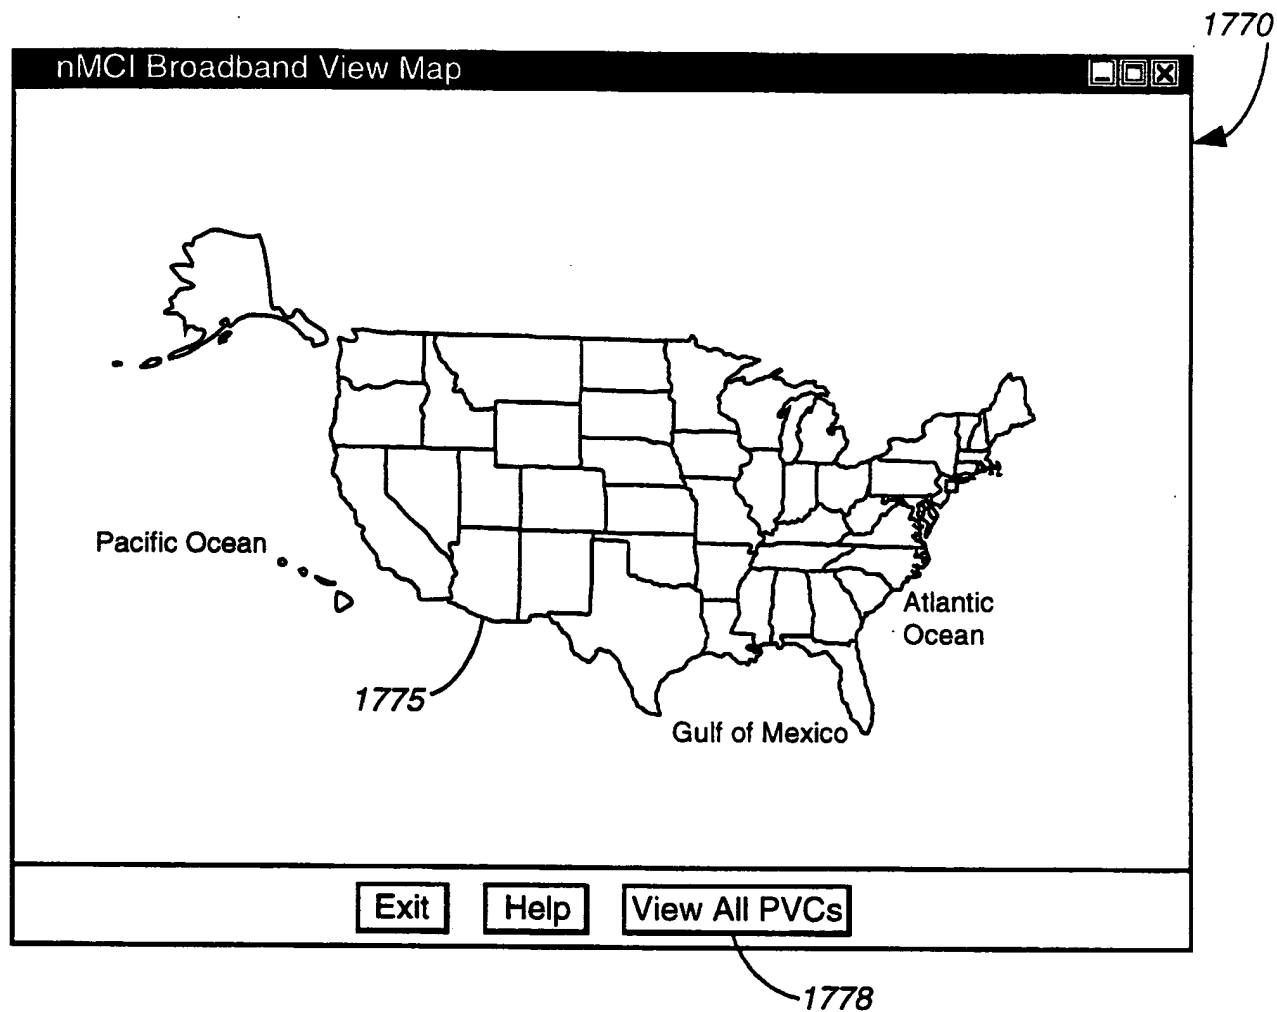 1770
nMCI Broadband View Map
Pacific Ocean
Atlantic
Ocean
1775
Gulf of Mexico
Exit
Help
View All PVCs
1778